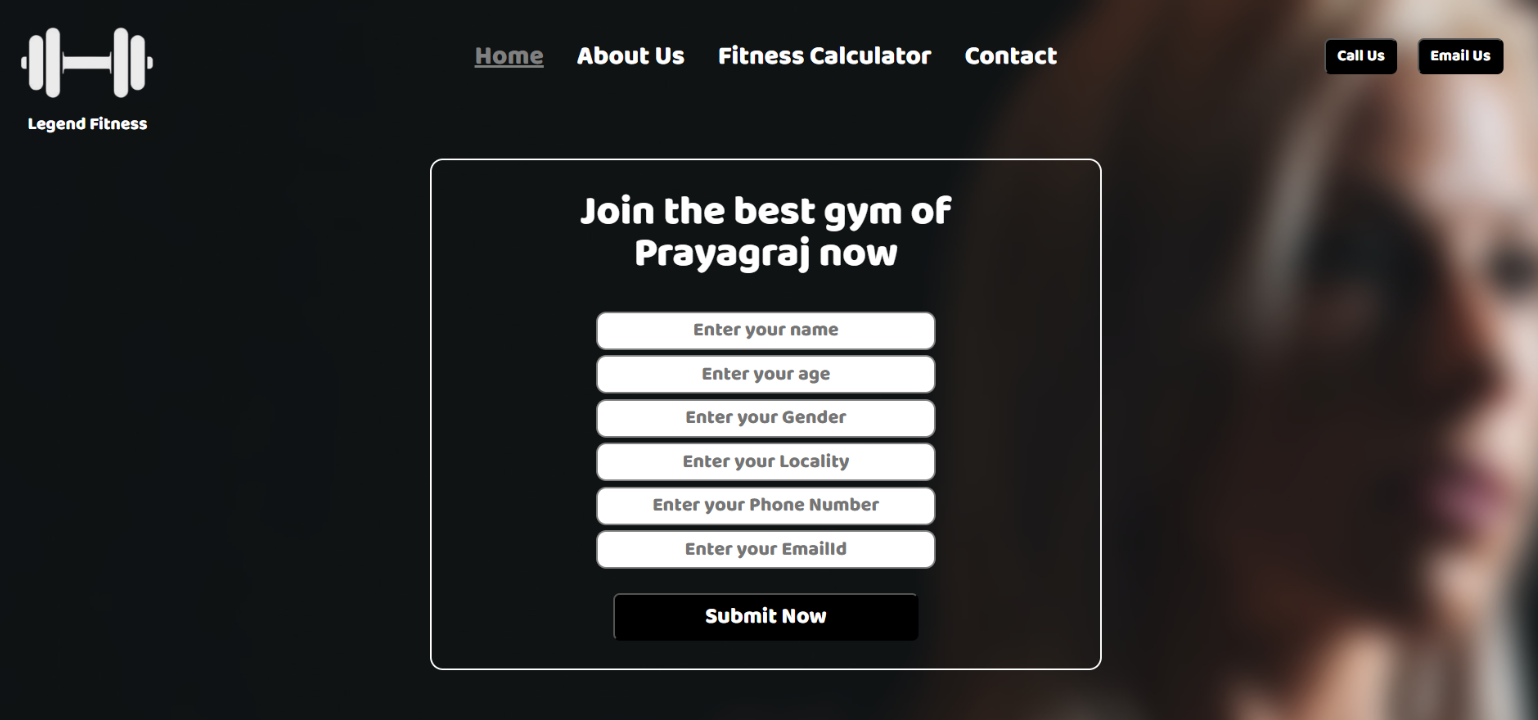 Legend Fitness
Home
About Us
Fitness Calculator
Contact
Call Us
Email Us
Join the best gym of
Prayagraj now
Enter your name
Enter your age
Enter your Gender
Enter your Locality
Enter your Phone Number
Enter your EmailId
Submit Now